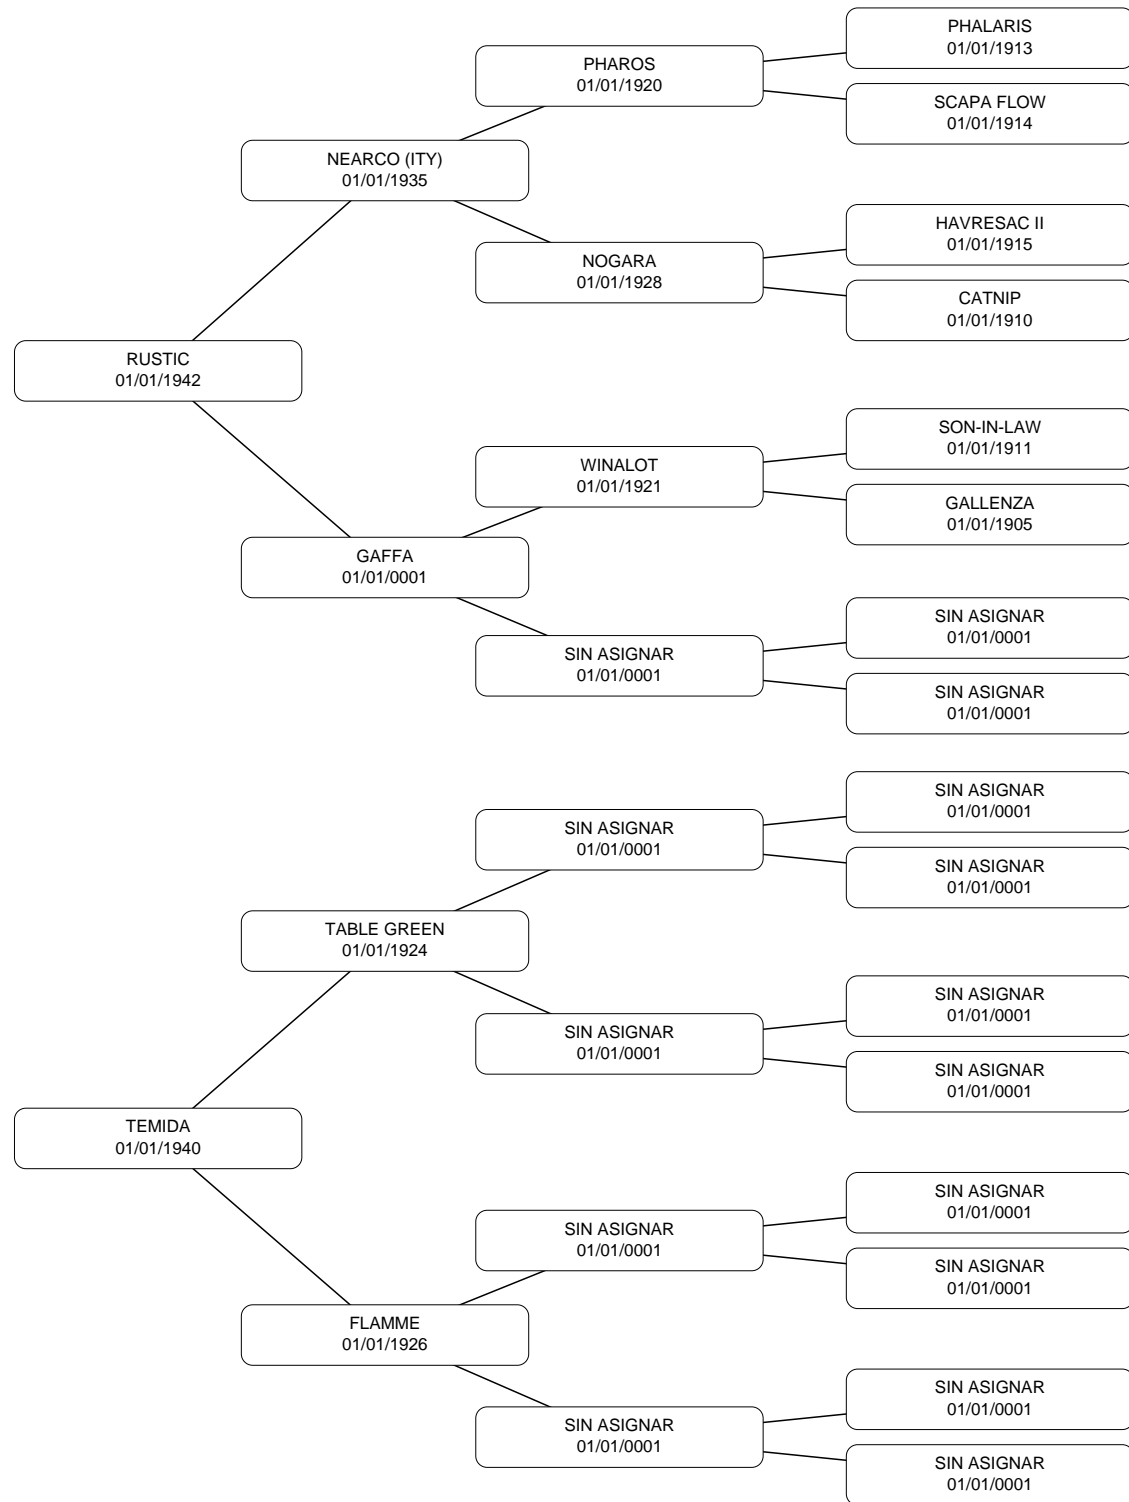 PHALARIS
01/01/1913
PHAROS
01/01/1920
SCAPA FLOW
01/01/1914
NEARCO (ITY)
01/01/1935
HAVRESAC II
01/01/1915
NOGARA
01/01/1928
CATNIP
01/01/1910
RUSTIC
01/01/1942
SON-IN-LAW
01/01/1911
WINALOT
01/01/1921
GALLENZA
01/01/1905
GAFFA
01/01/0001
SIN ASIGNAR
01/01/0001
SIN ASIGNAR
01/01/0001
SIN ASIGNAR
01/01/0001
SIN ASIGNAR
01/01/0001
SIN ASIGNAR
01/01/0001
SIN ASIGNAR
01/01/0001
TABLE GREEN
01/01/1924
SIN ASIGNAR
01/01/0001
SIN ASIGNAR
01/01/0001
SIN ASIGNAR
01/01/0001
TEMIDA
01/01/1940
SIN ASIGNAR
01/01/0001
SIN ASIGNAR
01/01/0001
SIN ASIGNAR
01/01/0001
FLAMME
01/01/1926
SIN ASIGNAR
01/01/0001
SIN ASIGNAR
01/01/0001
SIN ASIGNAR
01/01/0001